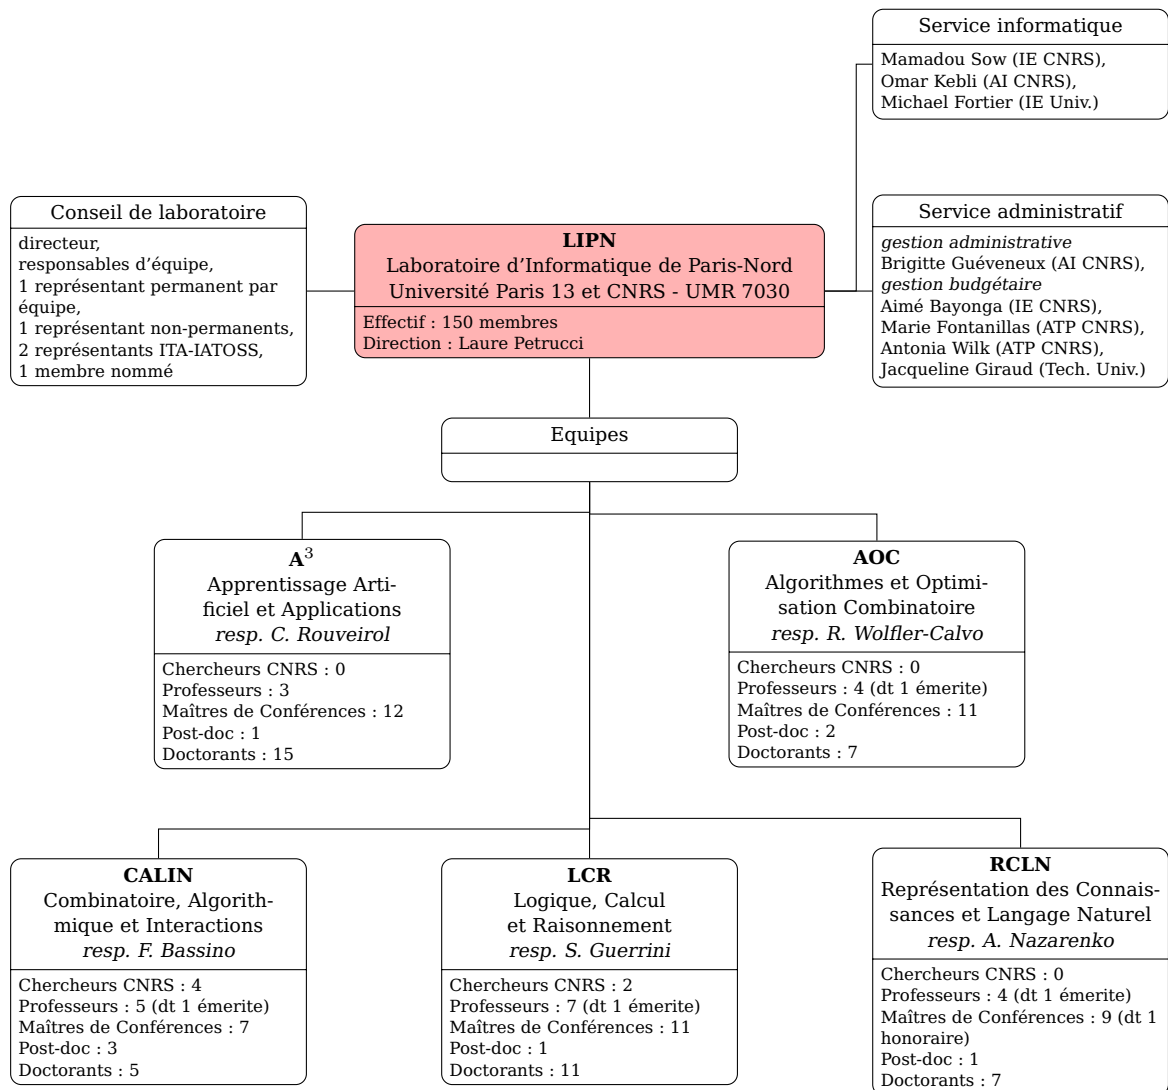 Service informatique
Mamadou Sow (IE CNRS),
Omar Kebli (AI CNRS),
Michael Fortier (IE Univ.)
Conseil de laboratoire
directeur,
responsables d’équipe,
1 représentant permanent par
équipe,
1 représentant non-permanents,
2 représentants ITA-IATOSS,
1 membre nommé
LIPN
Laboratoire d’Informatique de Paris-Nord
Université Paris 13 et CNRS - UMR 7030
Effectif : 150 membres
Direction : Laure Petrucci
Service administratif
gestion administrative
Brigitte Guéveneux (AI CNRS),
gestion budgétaire
Aimé Bayonga (IE CNRS),
Marie Fontanillas (ATP CNRS),
Antonia Wilk (ATP CNRS),
Jacqueline Giraud (Tech. Univ.)
Equipes
A³
Apprentissage Arti-
ficiel et Applications
resp. C. Rouveirol
Chercheurs CNRS : 0
Professeurs : 3
Maîtres de Conférences : 12
Post-doc : 1
Doctorants : 15
AOC
Algorithmes et Optimi-
sation Combinatoire
resp. R. Wolfler-Calvo
Chercheurs CNRS : 0
Professeurs : 4 (dt 1 émerite)
Maîtres de Conférences : 11
Post-doc : 2
Doctorants : 7
CALIN
Combinatoire, Algorith-
mique et Interactions
resp. F. Bassino
Chercheurs CNRS : 4
Professeurs : 5 (dt 1 émerite)
Maîtres de Conférences : 7
Post-doc : 3
Doctorants : 5
LCR
Logique, Calcul
et Raisonnement
resp. S. Guerrini
Chercheurs CNRS : 2
Professeurs : 7 (dt 1 émerite)
Maîtres de Conférences : 11
Post-doc : 1
Doctorants : 11
RCLN
Représentation des Connais-
sances et Langage Naturel
resp. A. Nazarenko
Chercheurs CNRS : 0
Professeurs : 4 (dt 1 émerite)
Maîtres de Conférences : 9 (dt 1
honoraire)
Post-doc : 1
Doctorants : 7